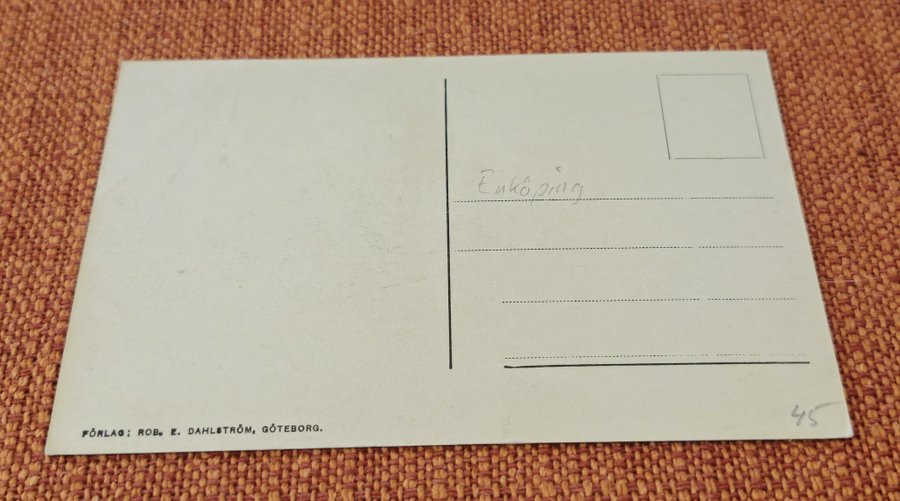 Enköping
FÖRLAG: ROB. E. DAHLSTRÖM, GÖTEBORG.
45